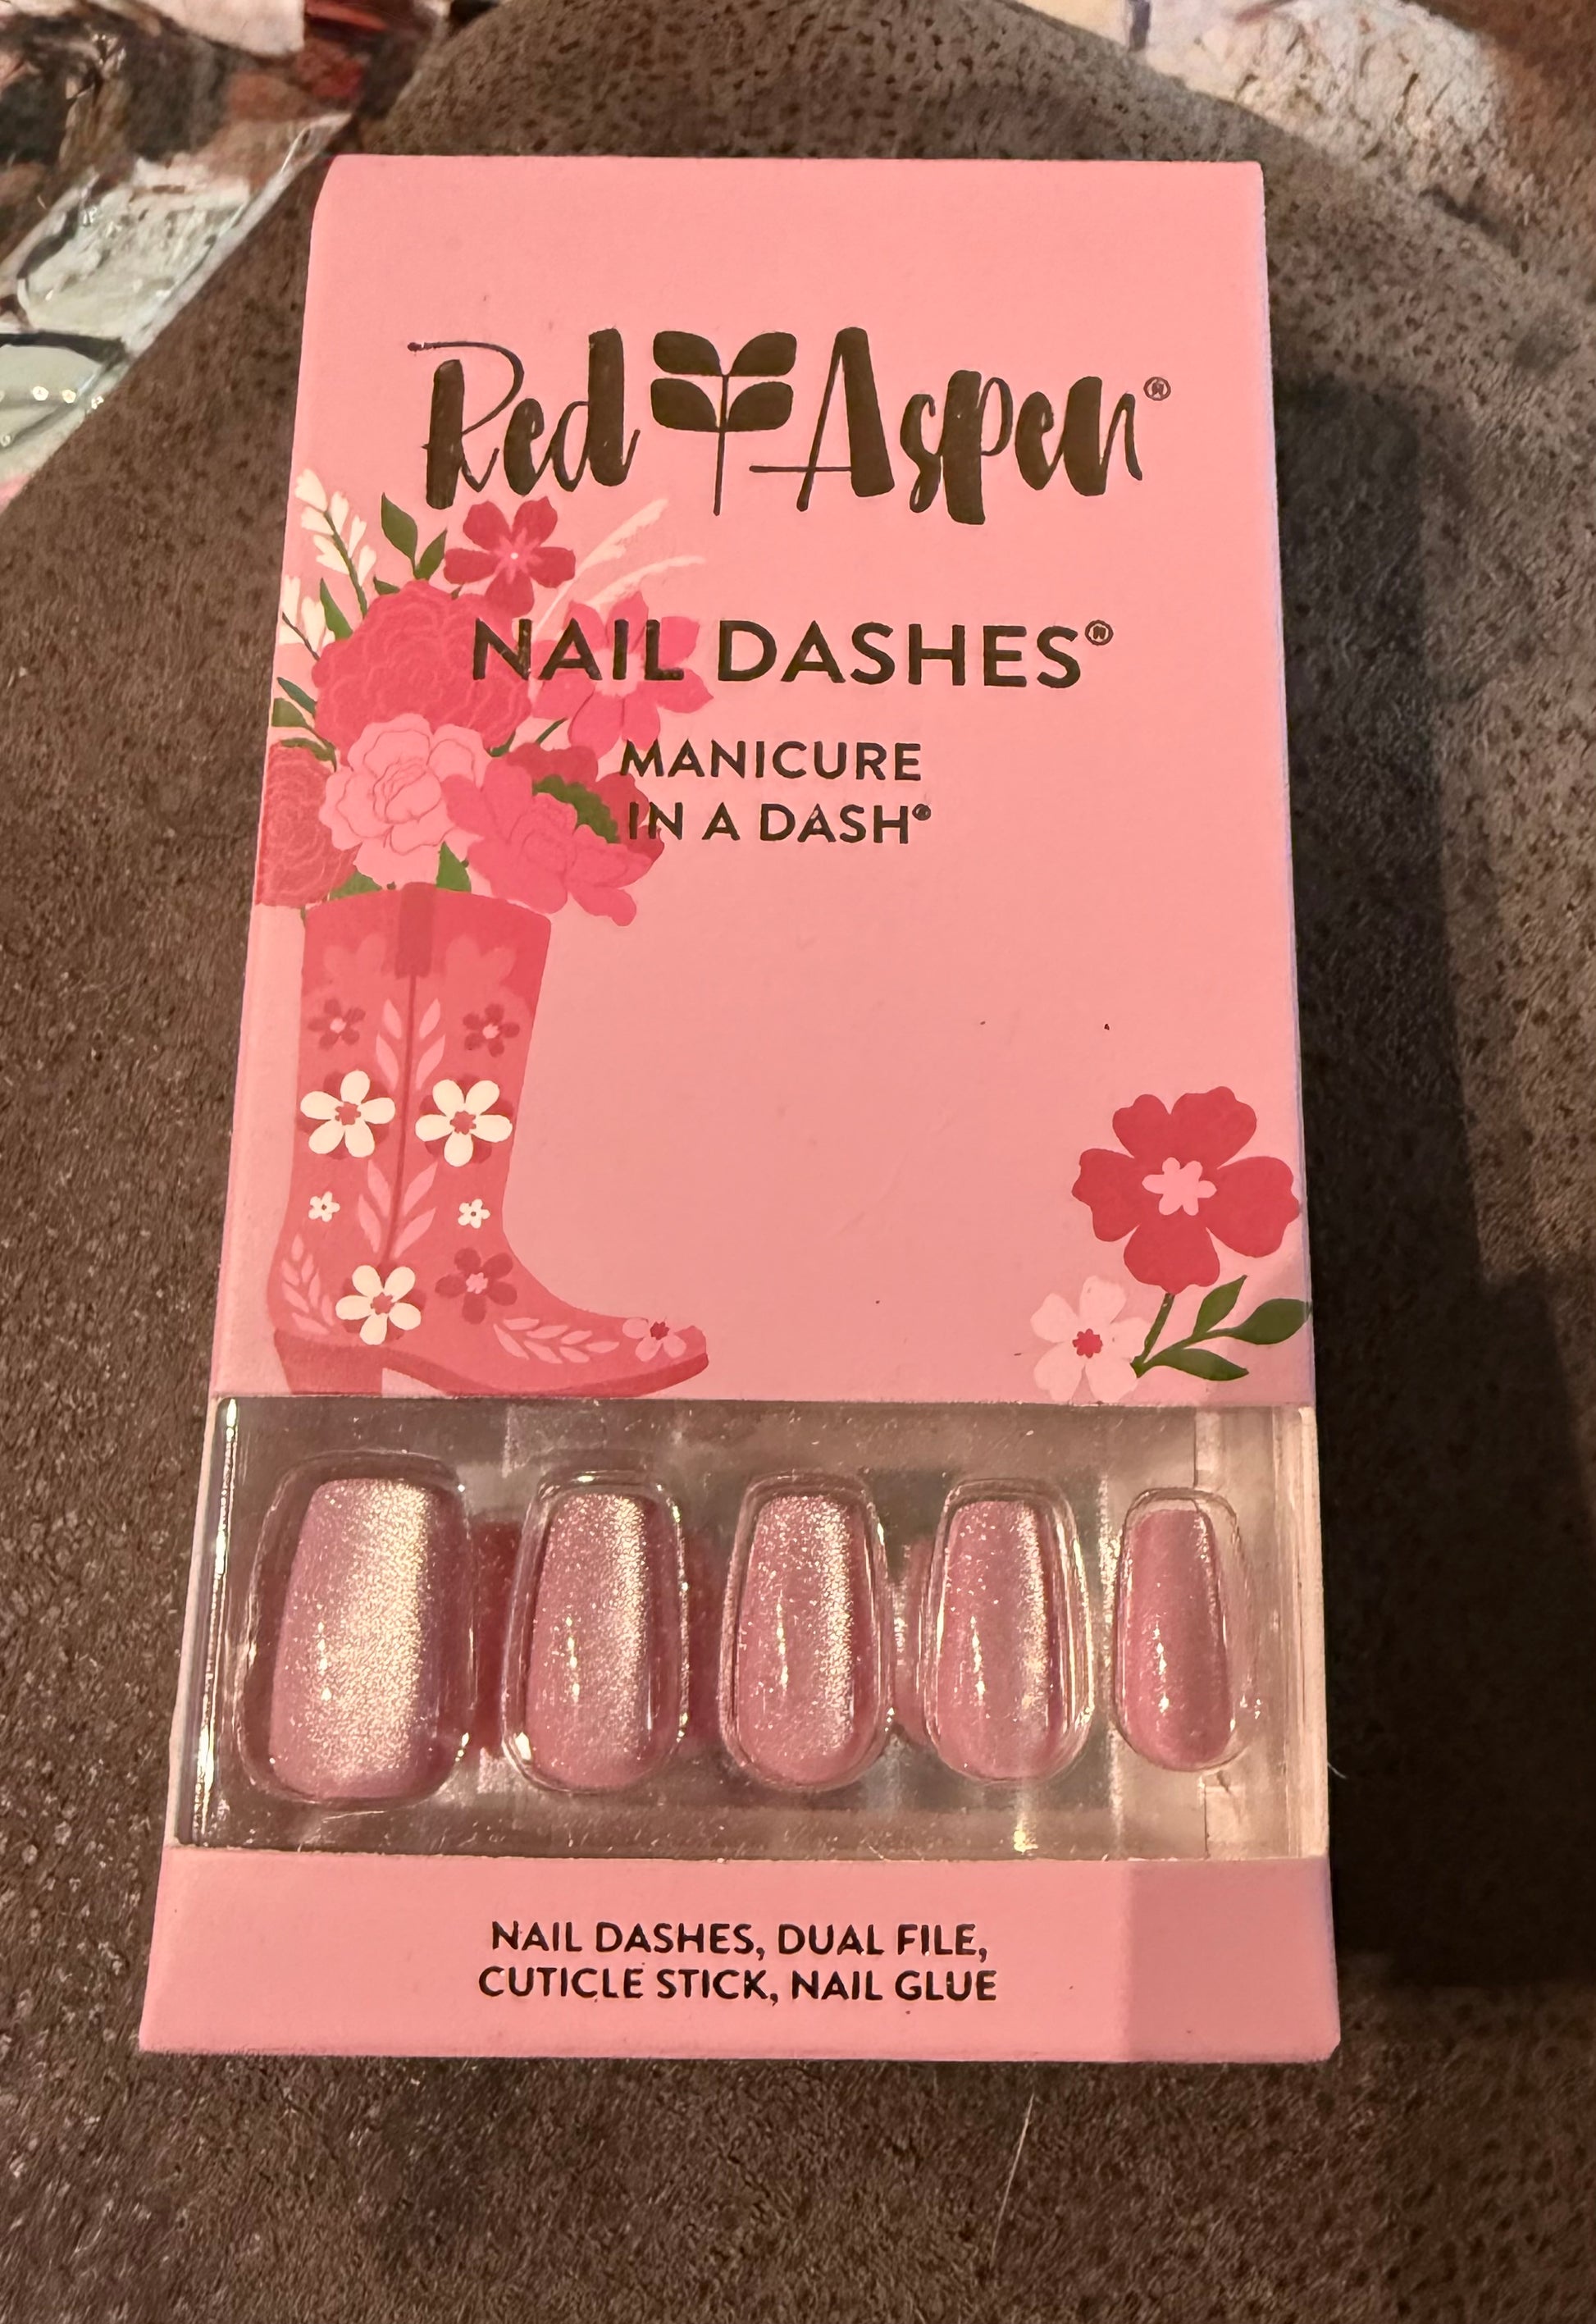 Red Aspen®
NAIL DASHES®
MANICURE
IN A DASH®
NAIL DASHES, DUAL FILE,
CUTICLE STICK, NAIL GLUE